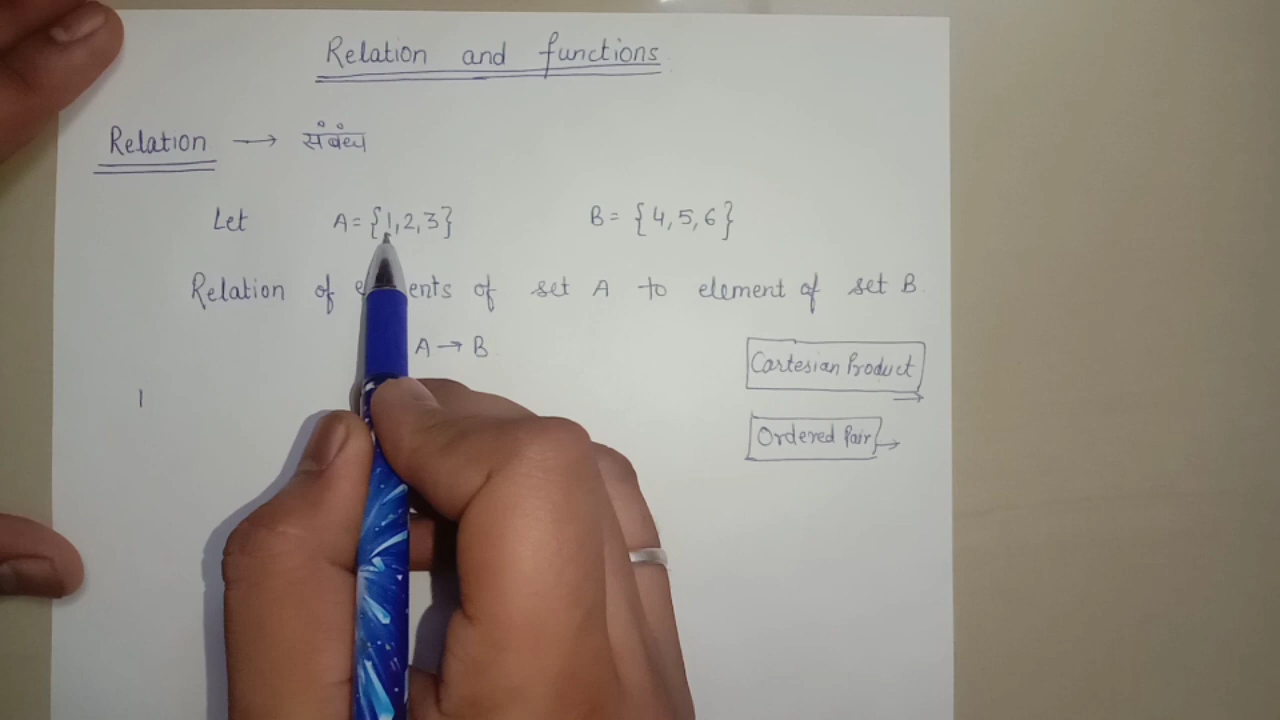 Relation and functions
Relation → संबंध
Let A = {1, 2, 3} B = {4, 5, 6}
Relation of ents of set A to element of set B
A → B
Cartesian Product →
1
Ordered Pair →